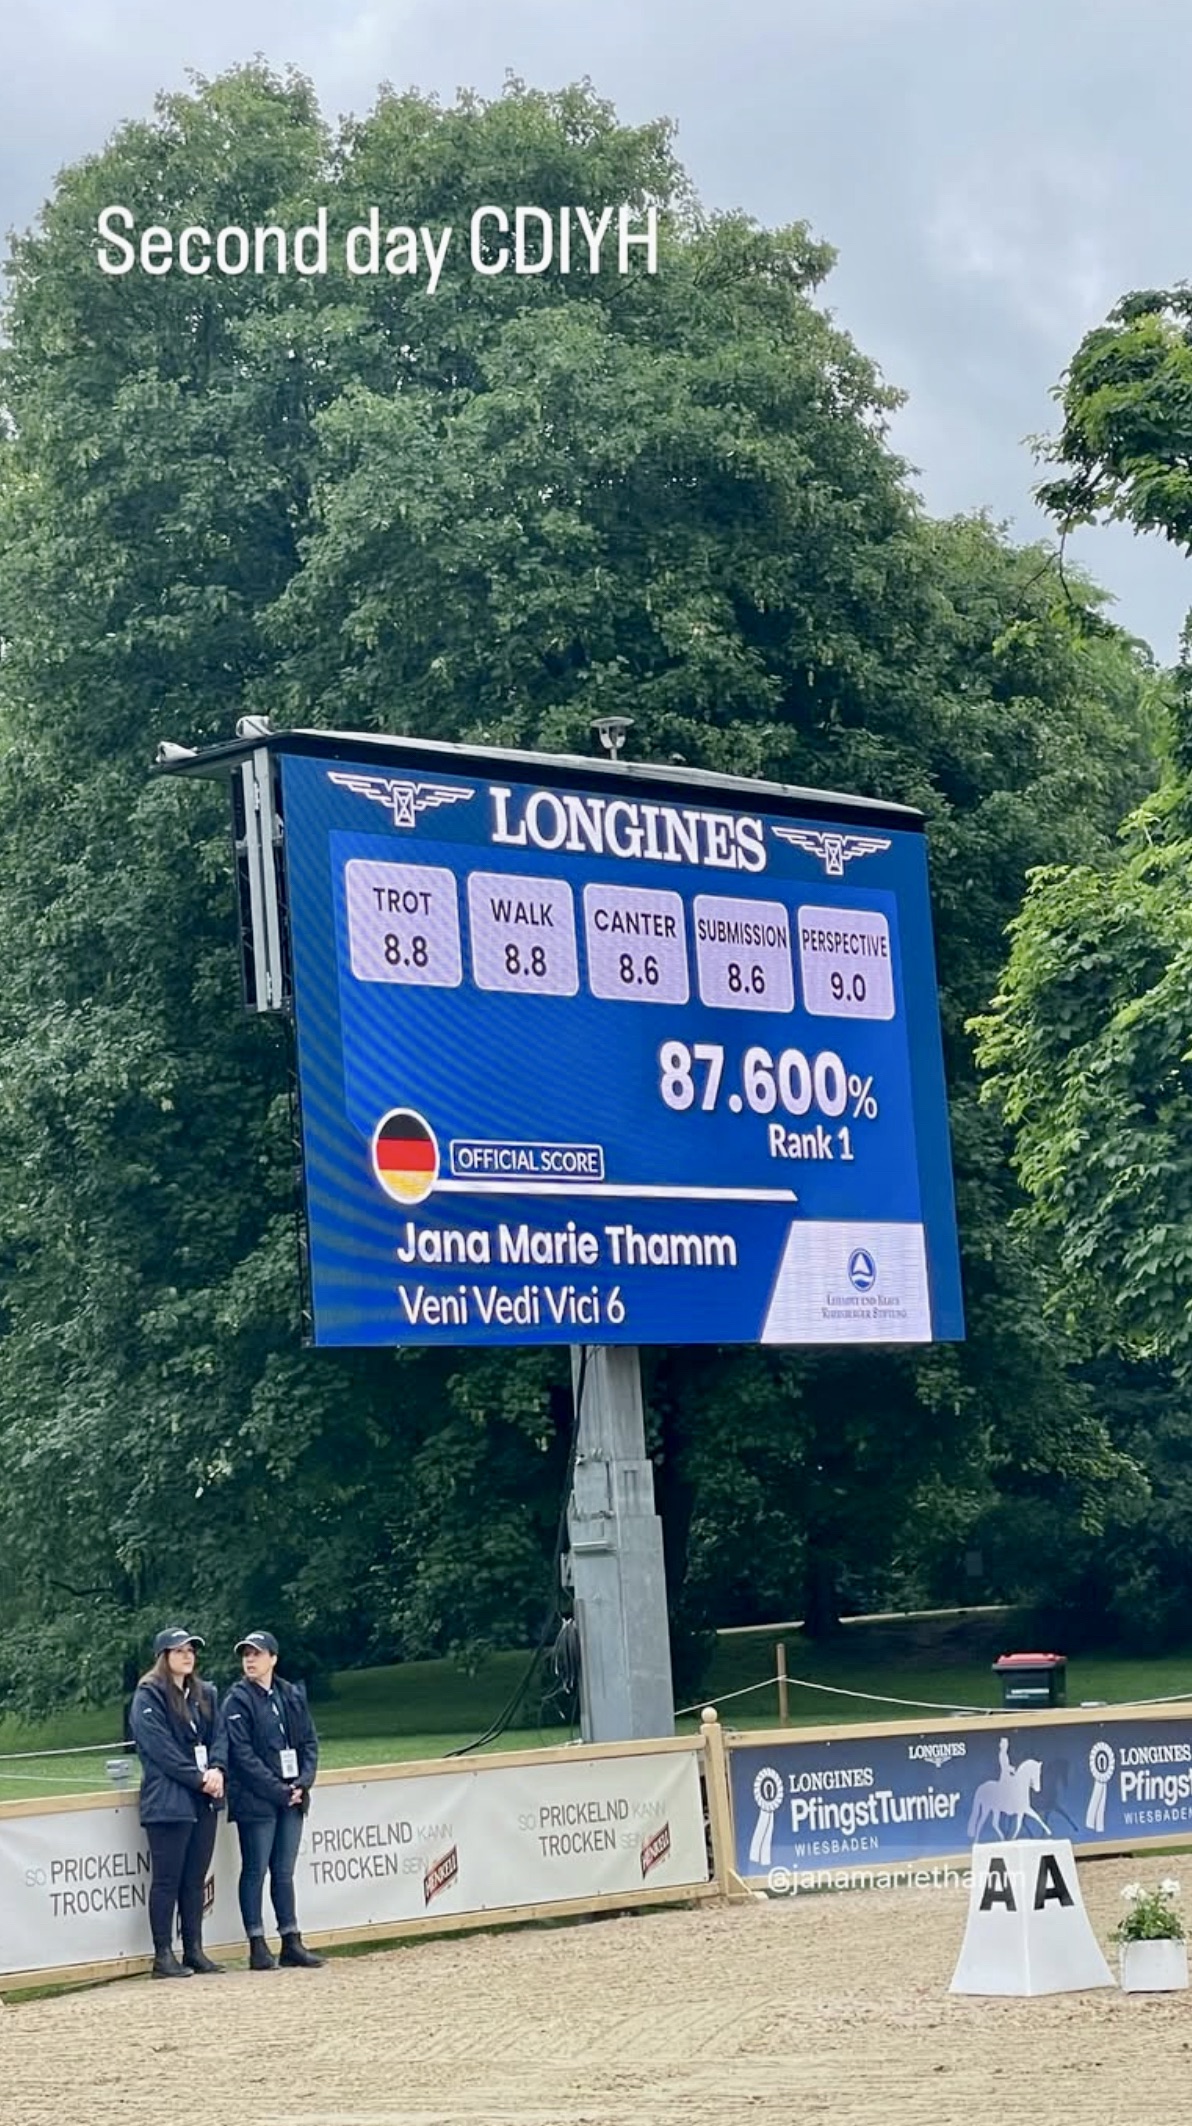 Second day CDIYH
LONGINES
TROT
8.8
WALK
8.8
CANTER
8.6
SUBMISSION
8.6
PERSPECTIVE
9.0
87.600%
Rank 1
OFFICIAL SCORE
Jana Marie Thamm
Veni Vedi Vici 6
SO PRICKELN
TROCKEN
PRICKELND KANN
TROCKEN SEIN
HENKELL
SO PRICKELND KANN
TROCKEN SEIN
HENKELL
LONGINES
PfingstTurnier
WIESBADEN
LONGINES
LONGINES
Pfingst
WIESBADEN
@janamariethamm
A A